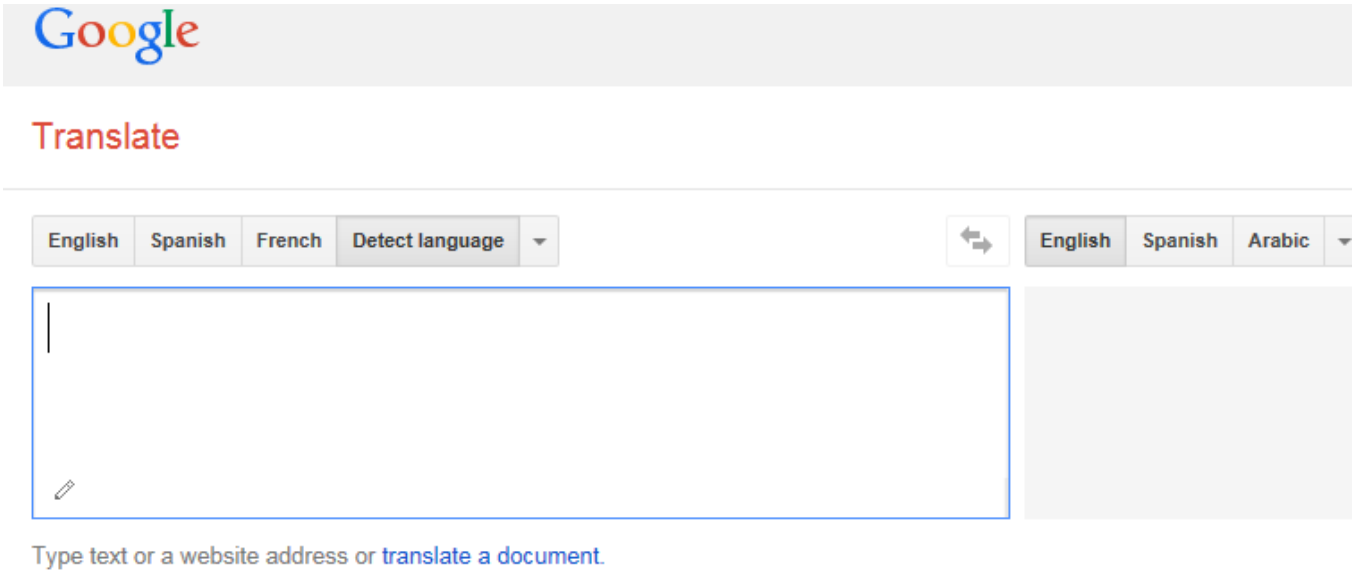 Google
Translate
English Spanish French Detect language English Spanish Arabic
Type text or a website address or translate a document.